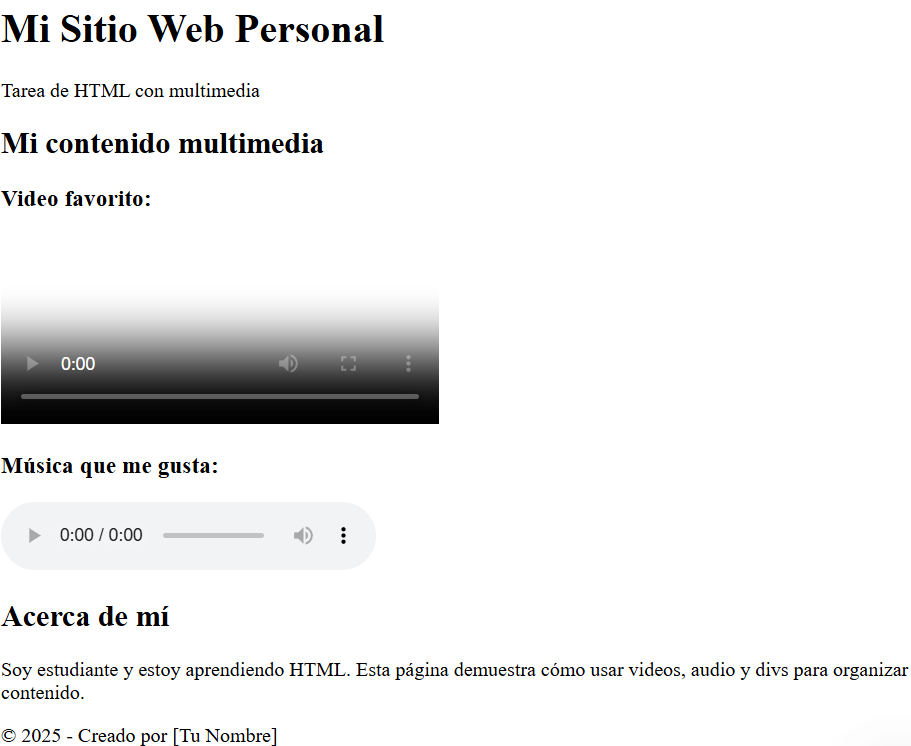 Mi Sitio Web Personal
Tarea de HTML con multimedia
Mi contenido multimedia
Video favorito:
0:00
Música que me gusta:
0:00 / 0:00
Acerca de mí
Soy estudiante y estoy aprendiendo HTML. Esta página demuestra cómo usar videos, audio y divs para organizar
contenido.
© 2025 - Creado por [Tu Nombre]